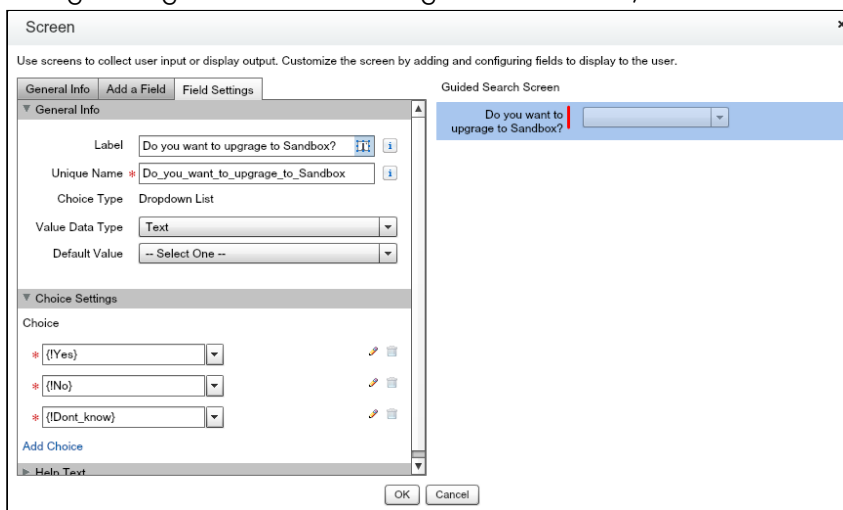 Screen
×
Use screens to collect user input or display output. Customize the screen by adding and configuring fields to display to the user.
General Info Add a Field Field Settings
General Info
Label Do you want to upgrage to Sandbox? i
Unique Name * Do_you_want_to_upgrage_to_Sandbox i
Choice Type Dropdown List
Value Data Type Text
Default Value -- Select One --
Choice Settings
Choice
* {!Yes}
* {!No}
* {!Dont_know}
Add Choice
Help Text
Guided Search Screen
Do you want to
upgrage to Sandbox?
OK Cancel